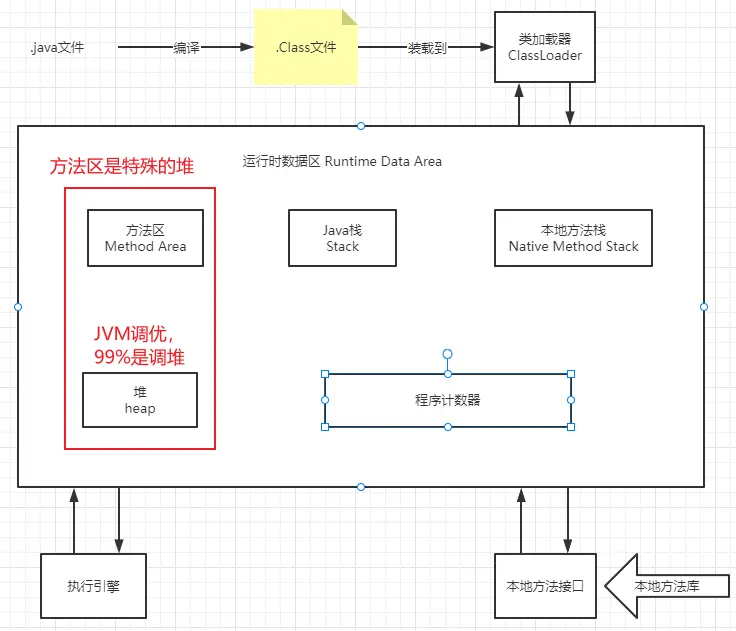 .java文件
编译
.Class文件
装载到
类加载器
ClassLoader
方法区是特殊的堆
运行时数据区 Runtime Data Area
方法区
Method Area
Java栈
Stack
本地方法栈
Native Method Stack
JVM调优，
99%是调堆
堆
heap
程序计数器
执行引擎
本地方法接口
本地方法库